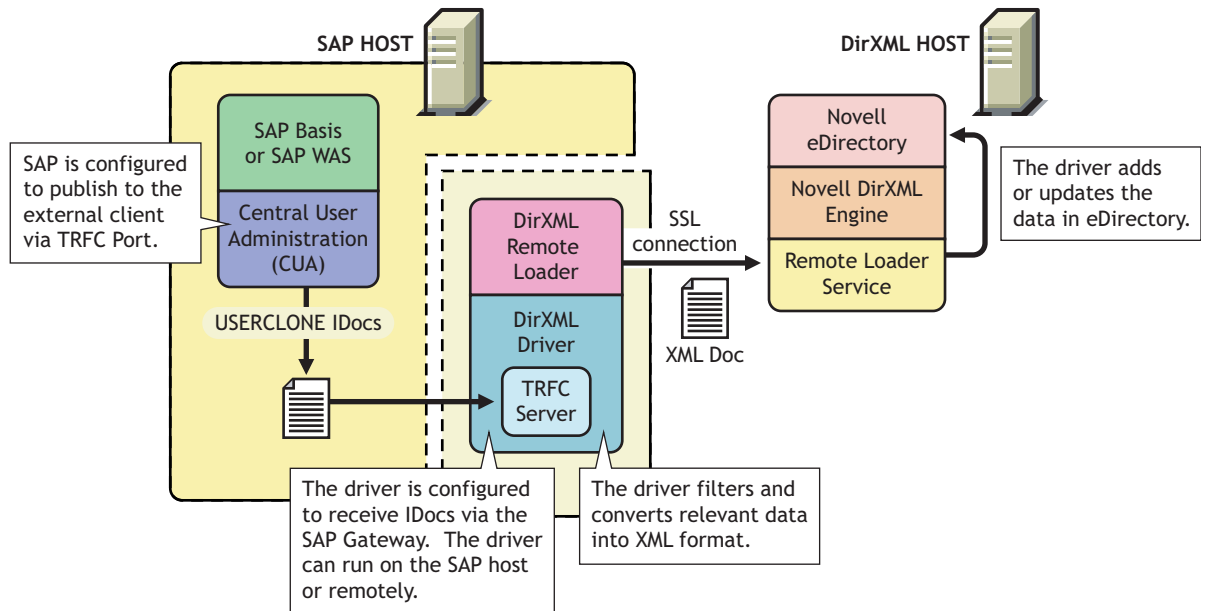 SAP HOST
DirXML HOST
SAP Basis
or SAP WAS
Central User
Administration
(CUA)
SAP is configured
to publish to the
external client
via TRFC Port.
USERCLONE IDocs
DirXML
Remote
Loader
DirXML
Driver
TRFC
Server
SSL
connection
XML Doc
Novell
eDirectory
Novell DirXML
Engine
Remote Loader
Service
The driver adds
or updates the
data in eDirectory.
The driver is configured
to receive IDocs via the
SAP Gateway.  The driver
can run on the SAP host
or remotely.
The driver filters and
converts relevant data
into XML format.